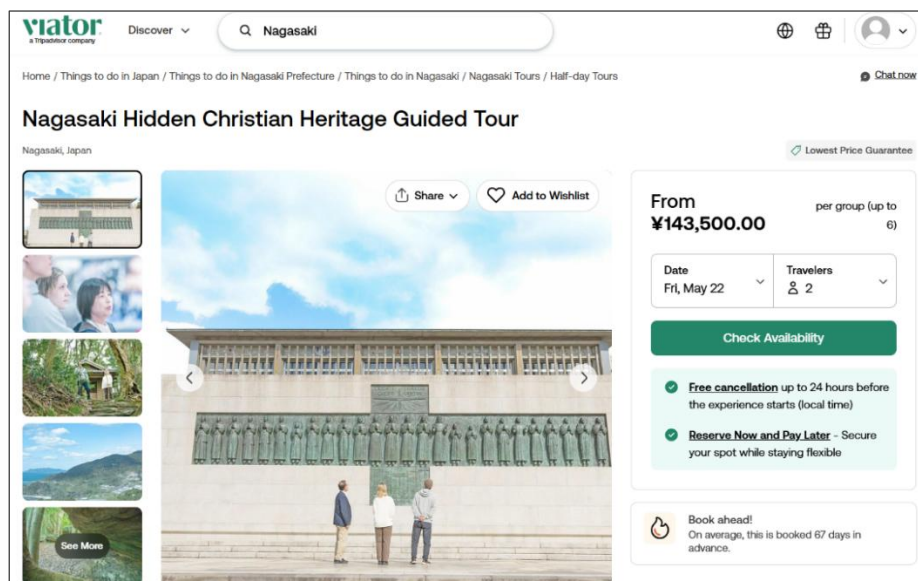 viator
a Tripadvisor company
Discover
Nagasaki
Home / Things to do in Japan / Things to do in Nagasaki Prefecture / Things to do in Nagasaki / Nagasaki Tours / Half-day Tours
Chat now
Nagasaki Hidden Christian Heritage Guided Tour
Nagasaki, Japan
Lowest Price Guarantee
Share
Add to Wishlist
See More
From
¥143,500.00
per group (up to
6)
Date
Fri, May 22
Travelers
2
Check Availability
Free cancellation up to 24 hours before
the experience starts (local time)
Reserve Now and Pay Later - Secure
your spot while staying flexible
Book ahead!
On average, this is booked 67 days in
advance.